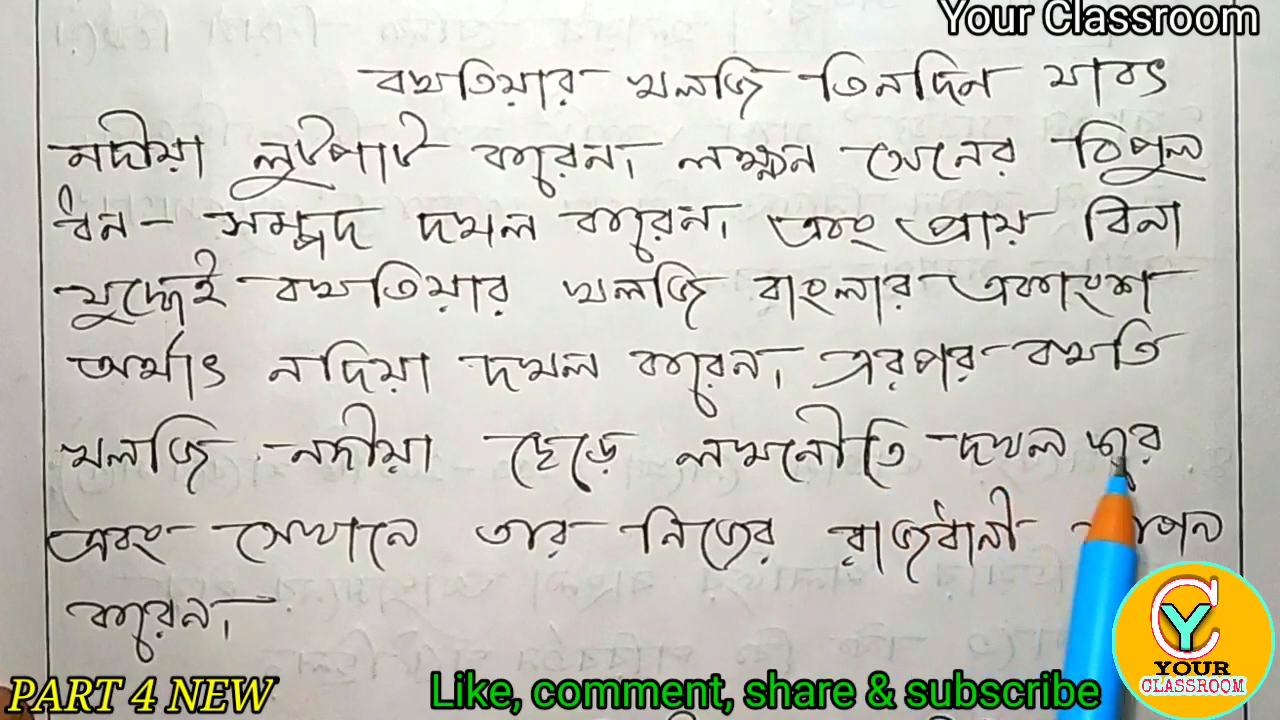 Your Classroom
বখতিয়ার খলজি তিনদিন যাবৎ
নদীয়া লুটপাট করেন। লক্ষন সেনের বিপুল
ধন- সম্পদ দখল করেন। এবং প্রায় বিনা
যুদ্ধেই বখতিয়ার খলজি বাংলার একাংশ
অর্থাৎ নদিয়া দখল করেন। এরপর বখতি
খলজি নদীয়া ছেড়ে লখনৌতি দখল
এবং সেখানে তার নিজের রাজধানী
করেন।
YOUR
CLASSROOM
PART 4 NEW
Like, comment, share & subscribe